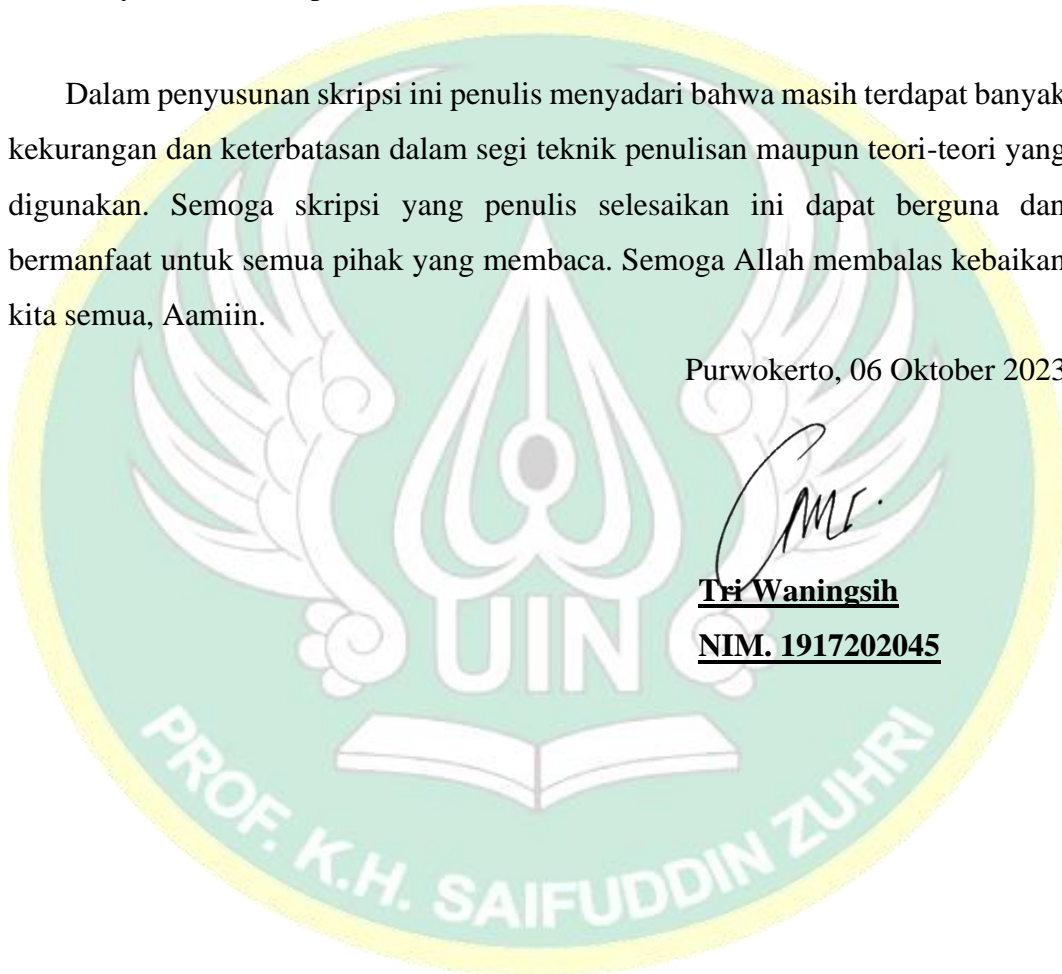 Dalam penyusunan skripsi ini penulis menyadari bahwa masih terdapat banyak
kekurangan dan keterbatasan dalam segi teknik penulisan maupun teori-teori yang
digunakan. Semoga skripsi yang penulis selesaikan ini dapat berguna dan
bermanfaat untuk semua pihak yang membaca. Semoga Allah membalas kebaikan
kita semua, Aamiin.
Purwokerto, 06 Oktober 2023
Tri Waningsih
NIM. 1917202045
UIN
PROF. K.H. SAIFUDDIN ZUHRI